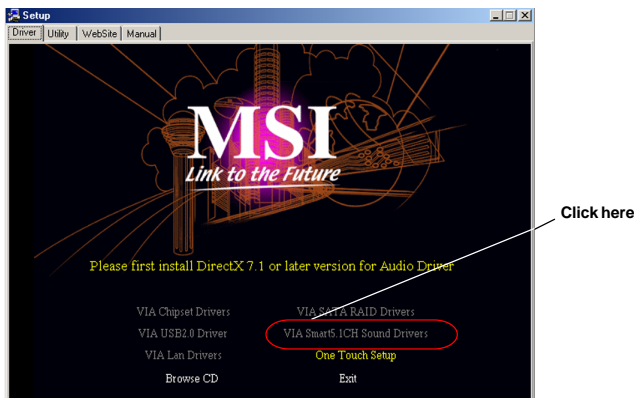 Setup
Driver Utility WebSite Manual
MSI
Link to the Future
Click here
Please first install DirectX 7.1 or later version for Audio Driver
VIA Chipset Drivers VIA SATA RAID Drivers
VIA USB2.0 Driver VIA Smart5.1CH Sound Drivers
VIA Lan Drivers One Touch Setup
Browse CD Exit